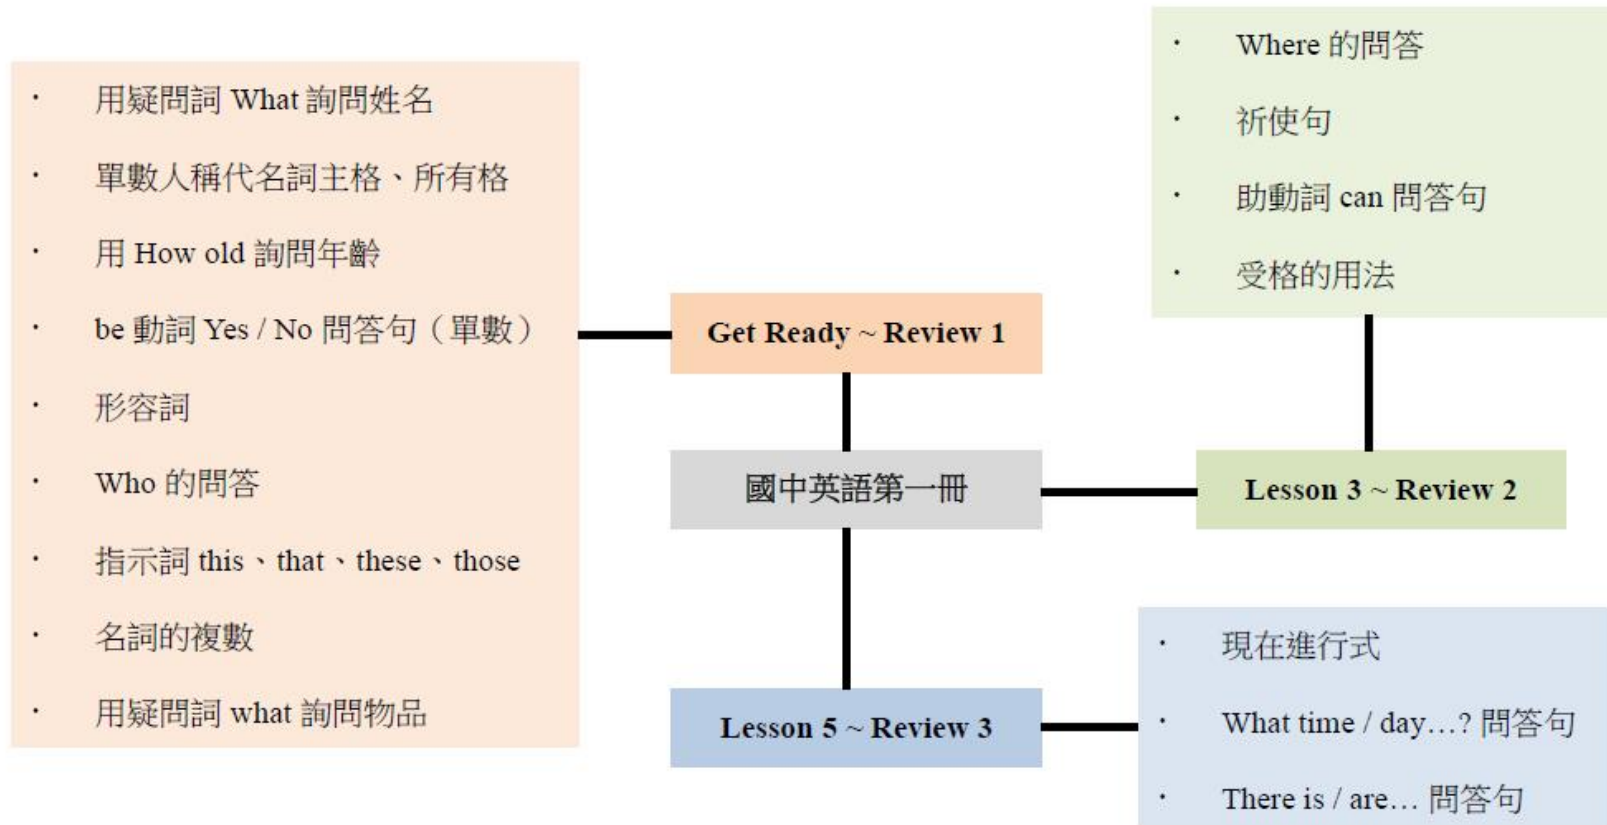 · 用疑問詞 What 詢問姓名
· 單數人稱代名詞主格、所有格
· 用 How old 詢問年齡
· be 動詞 Yes / No 問答句（單數）
· 形容詞
· Who 的問答
· 指示詞 this、that、these、those
· 名詞的複數
· 用疑問詞 what 詢問物品
Get Ready ~ Review 1
國中英語第一冊
Lesson 5 ~ Review 3
· Where 的問答
· 祈使句
· 助動詞 can 問答句
· 受格的用法
Lesson 3 ~ Review 2
· 現在進行式
· What time / day…? 問答句
· There is / are… 問答句